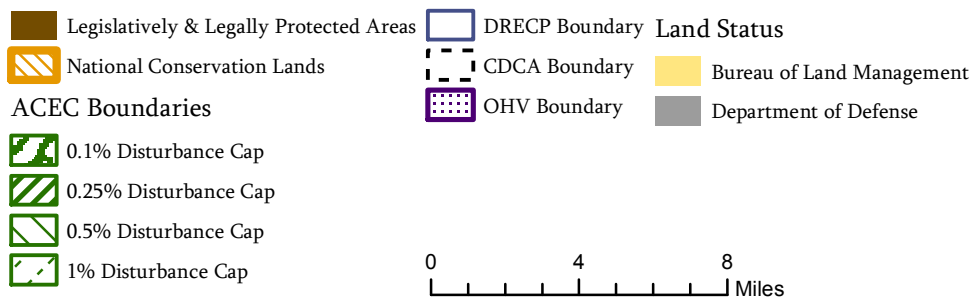 Legislatively & Legally Protected Areas
National Conservation Lands
ACEC Boundaries
0.1% Disturbance Cap
0.25% Disturbance Cap
0.5% Disturbance Cap
1% Disturbance Cap
DRECP Boundary
CDCA Boundary
OHV Boundary
Land Status
Bureau of Land Management
Department of Defense
0 4 8
Miles